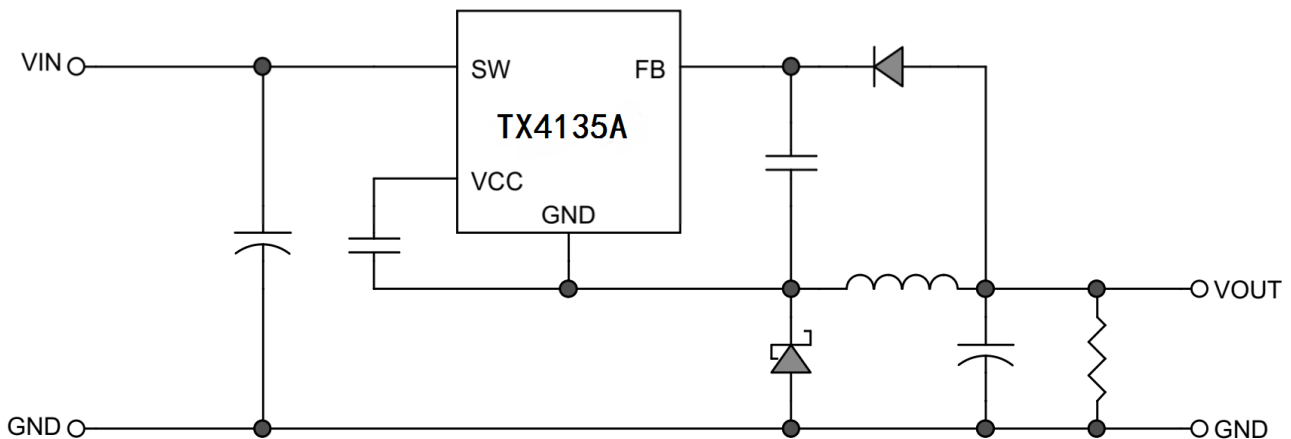 VIN
SW
FB
TX4135A
VCC
GND
VOUT
GND
GND